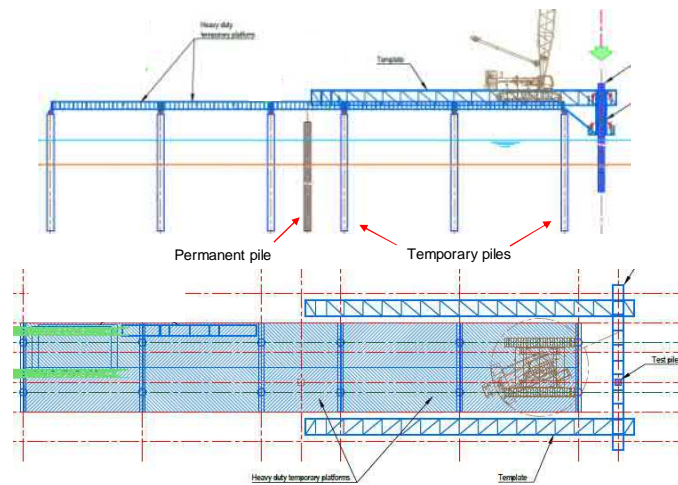 Heavy duty
temporary platform
Template
Permanent pile
Temporary piles
Test pile
Heavy duty temporary platforms
Template